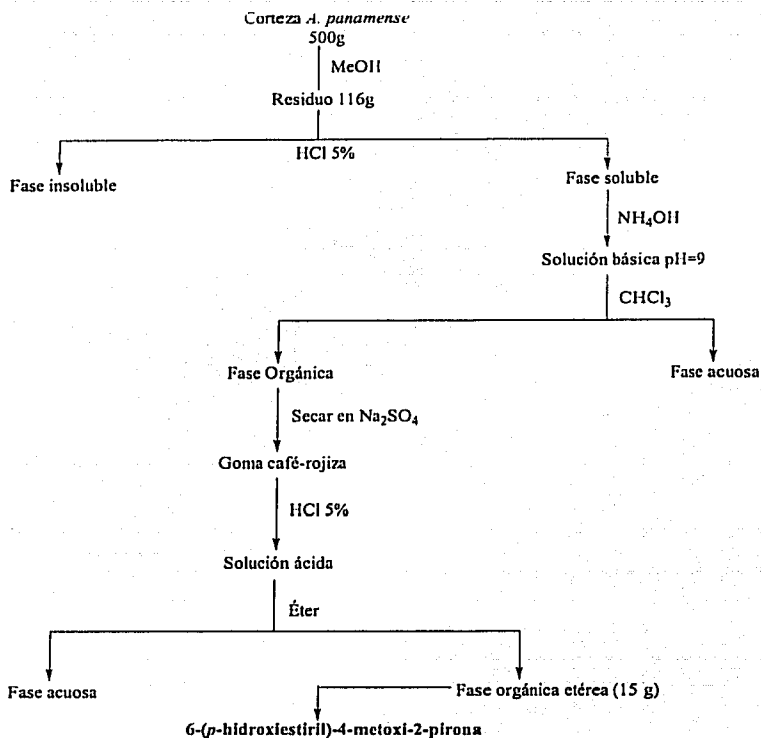 Corteza A. panamense
500g
MeOH
Residuo 116g
HCl 5%
Fase insoluble
Fase soluble
NH4OH
Solución básica pH=9
CHCl3
Fase Orgánica
Fase acuosa
Secar en Na2SO4
Goma café-rojiza
HCl 5%
Solución ácida
Éter
Fase acuosa
Fase orgánica etérea (15 g)
6-(p-hidroxiestiril)-4-metoxi-2-pirona